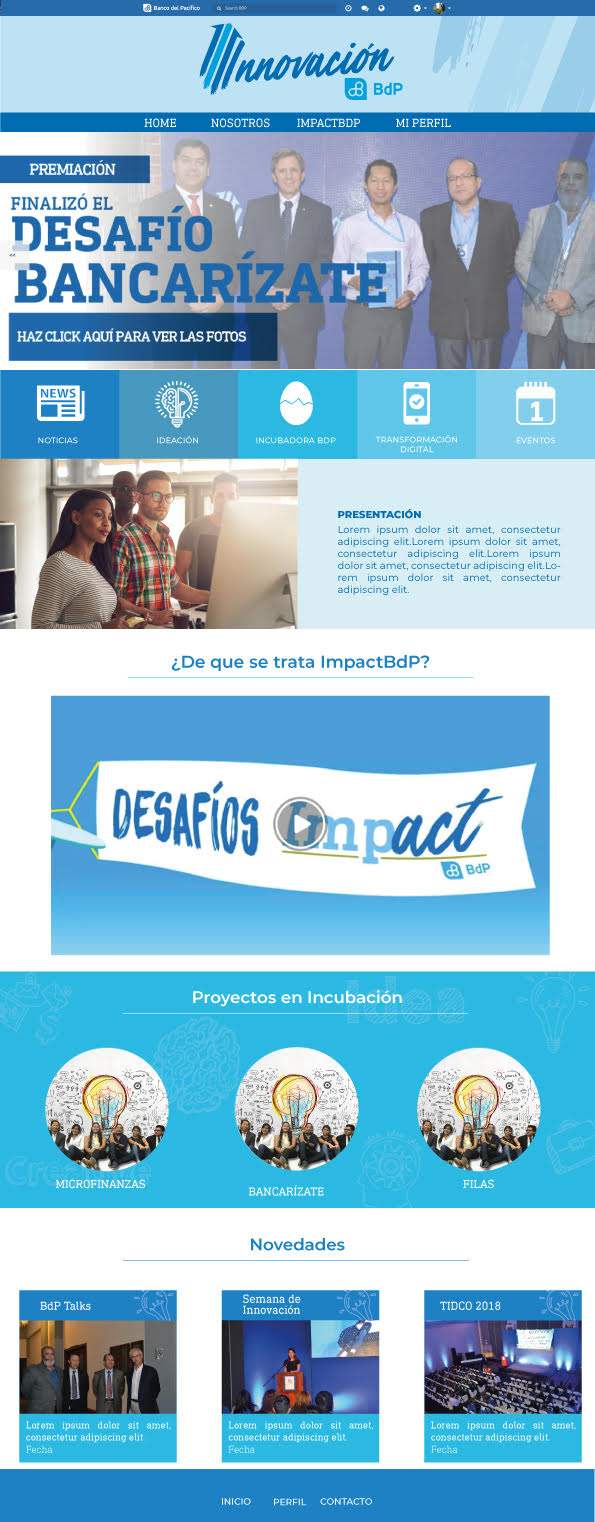 Banco del Pacífico
Search BDP
Innovación
BdP
HOME NOSOTROS IMPACTBDP MI PERFIL
PREMIACIÓN
FINALIZÓ EL
DESAFÍO
BANCARÍZATE
<<
HAZ CLICK AQUÍ PARA VER LAS FOTOS
NEWS
1
NOTICIAS IDEACIÓN INCUBADORA BDP TRANSFORMACIÓN DIGITAL EVENTOS
PRESENTACIÓN
Lorem ipsum dolor sit amet, consectetur
adipiscing elit.Lorem ipsum dolor sit amet,
consectetur adipiscing elit.Lorem ipsum
dolor sit amet, consectetur adipiscing elit.Lo-
rem ipsum dolor sit amet, consectetur
adipiscing elit.
¿De que se trata ImpactBdP?
DESAFÍOS Impact
BdP
Idea
Proyectos en Incubación
Creative
MICROFINANZAS
BANCARÍZATE
FILAS
Novedades
BdP Talks
Lorem ipsum dolor sit amet,
consectetur adipiscing elit
Fecha
Semana de
Innovación
Lorem ipsum dolor sit amet,
consectetur adipiscing elit.
Fecha
TIDCO 2018
Lorem ipsum dolor sit amet,
consectetur adipiscing elit.
Fecha
INICIO PERFIL CONTACTO